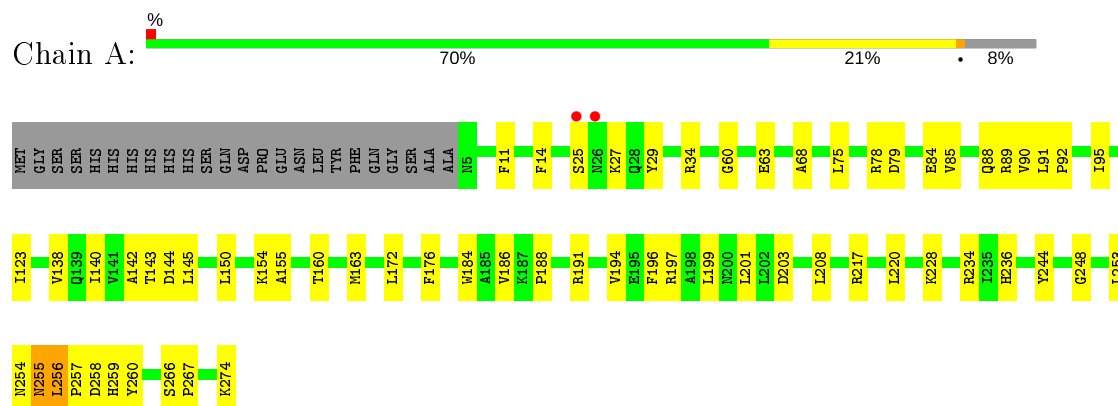 %
Chain A:
70% 21% • 8%
MET GLY SER SER HIS HIS HIS HIS HIS HIS SER GLN ASP PRO GLU ASN LEU TYR PHE GLN GLY SER ALA ALA N5 F11 F14 S25 N26 K27 Q28 Y29 R34 G60 E63 A68 L75 R78 D79 E84 V85 Q88 R89 V90 L91 P92 I95
I123 V138 Q139 I140 V141 A142 T143 D144 L145 L150 K154 A155 T160 M163 L172 F176 W184 A185 V186 K187 P188 R191 V194 E195 F196 R197 A198 L199 N200 L201 L202 D203 L208 R217 L220 K228 R234 I235 H236 Y244 G248 L253
N254 N255 L256 P257 D258 H259 Y260 S266 P267 K274